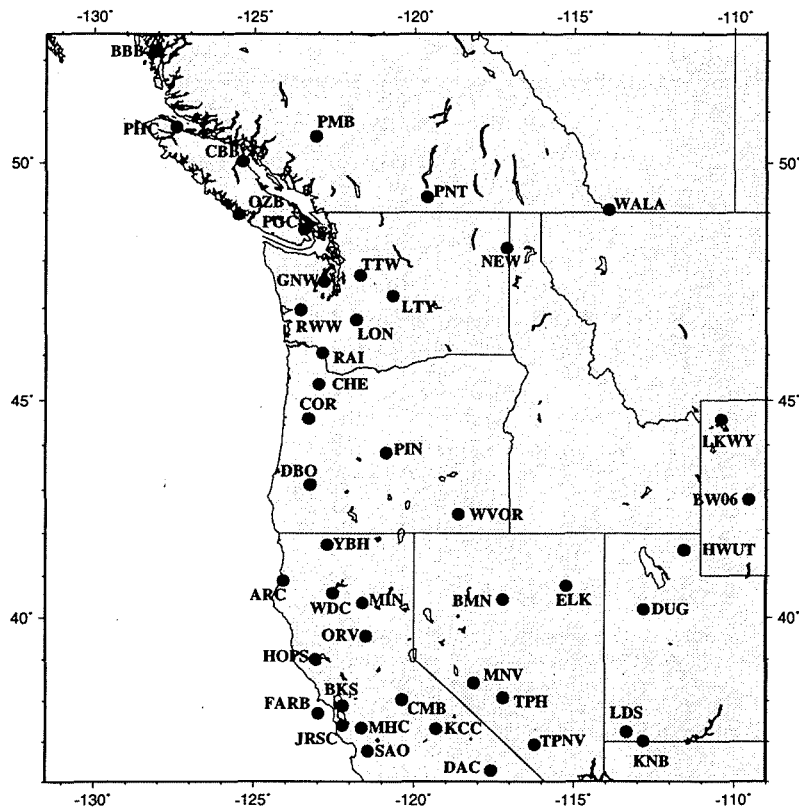 -130° -125° -120° -115° -110°
BBB
PHC
PMB
CBB
50° 50°
OZB
PNT
WALA
PGC
NEW
TTW
GNW
LTY
RWW
LON
RAI
CHE
45° 45°
COR
LKWY
PIN
DBO
BW06
WVOR
YBH
HWUT
ARC
WDC
MIN
BMN
ELK
DUG
40° 40°
ORV
HOPS
MNV
BKS
TPH
FARB
CMB
LDS
JRSC
MHC
KCC
TPNV
SAO
KNB
DAC
-130° -125° -120° -115° -110°